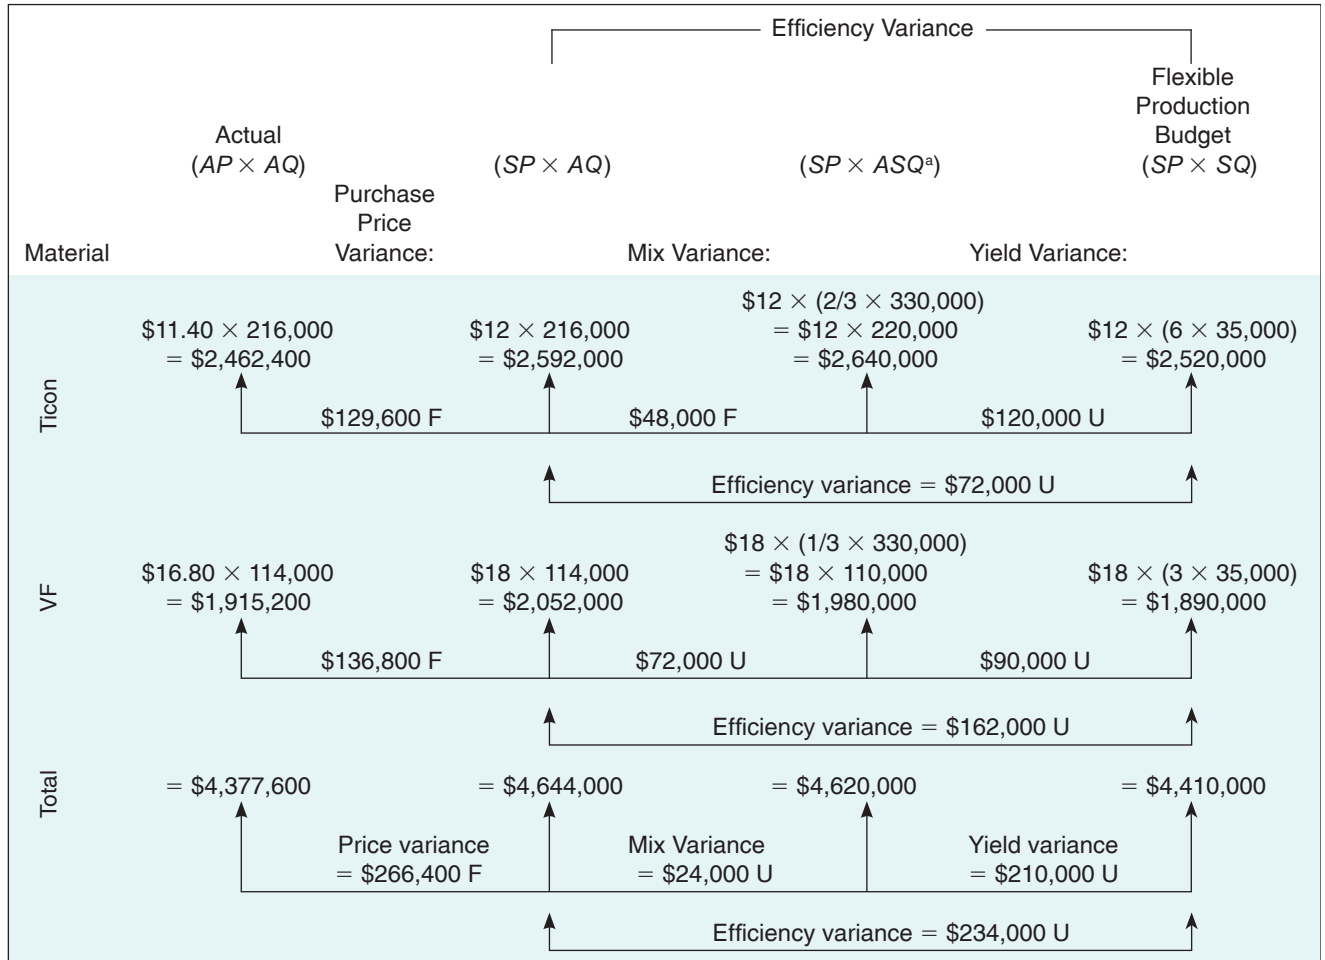 Efficiency Variance
Flexible
Production
Budget
(SP × SQ)
Actual
(AP × AQ)
(SP × AQ)
(SP × ASQᵃ)
Purchase
Price
Variance:
Material
Mix Variance:
Yield Variance:
Ticon
$11.40 × 216,000
= $2,462,400
$12 × 216,000
= $2,592,000
$12 × (2/3 × 330,000)
= $12 × 220,000
= $2,640,000
$12 × (6 × 35,000)
= $2,520,000
$129,600 F
$48,000 F
$120,000 U
Efficiency variance = $72,000 U
VF
$16.80 × 114,000
= $1,915,200
$18 × 114,000
= $2,052,000
$18 × (1/3 × 330,000)
= $18 × 110,000
= $1,980,000
$18 × (3 × 35,000)
= $1,890,000
$136,800 F
$72,000 U
$90,000 U
Efficiency variance = $162,000 U
Total
= $4,377,600
= $4,644,000
= $4,620,000
= $4,410,000
Price variance
= $266,400 F
Mix Variance
= $24,000 U
Yield variance
= $210,000 U
Efficiency variance = $234,000 U